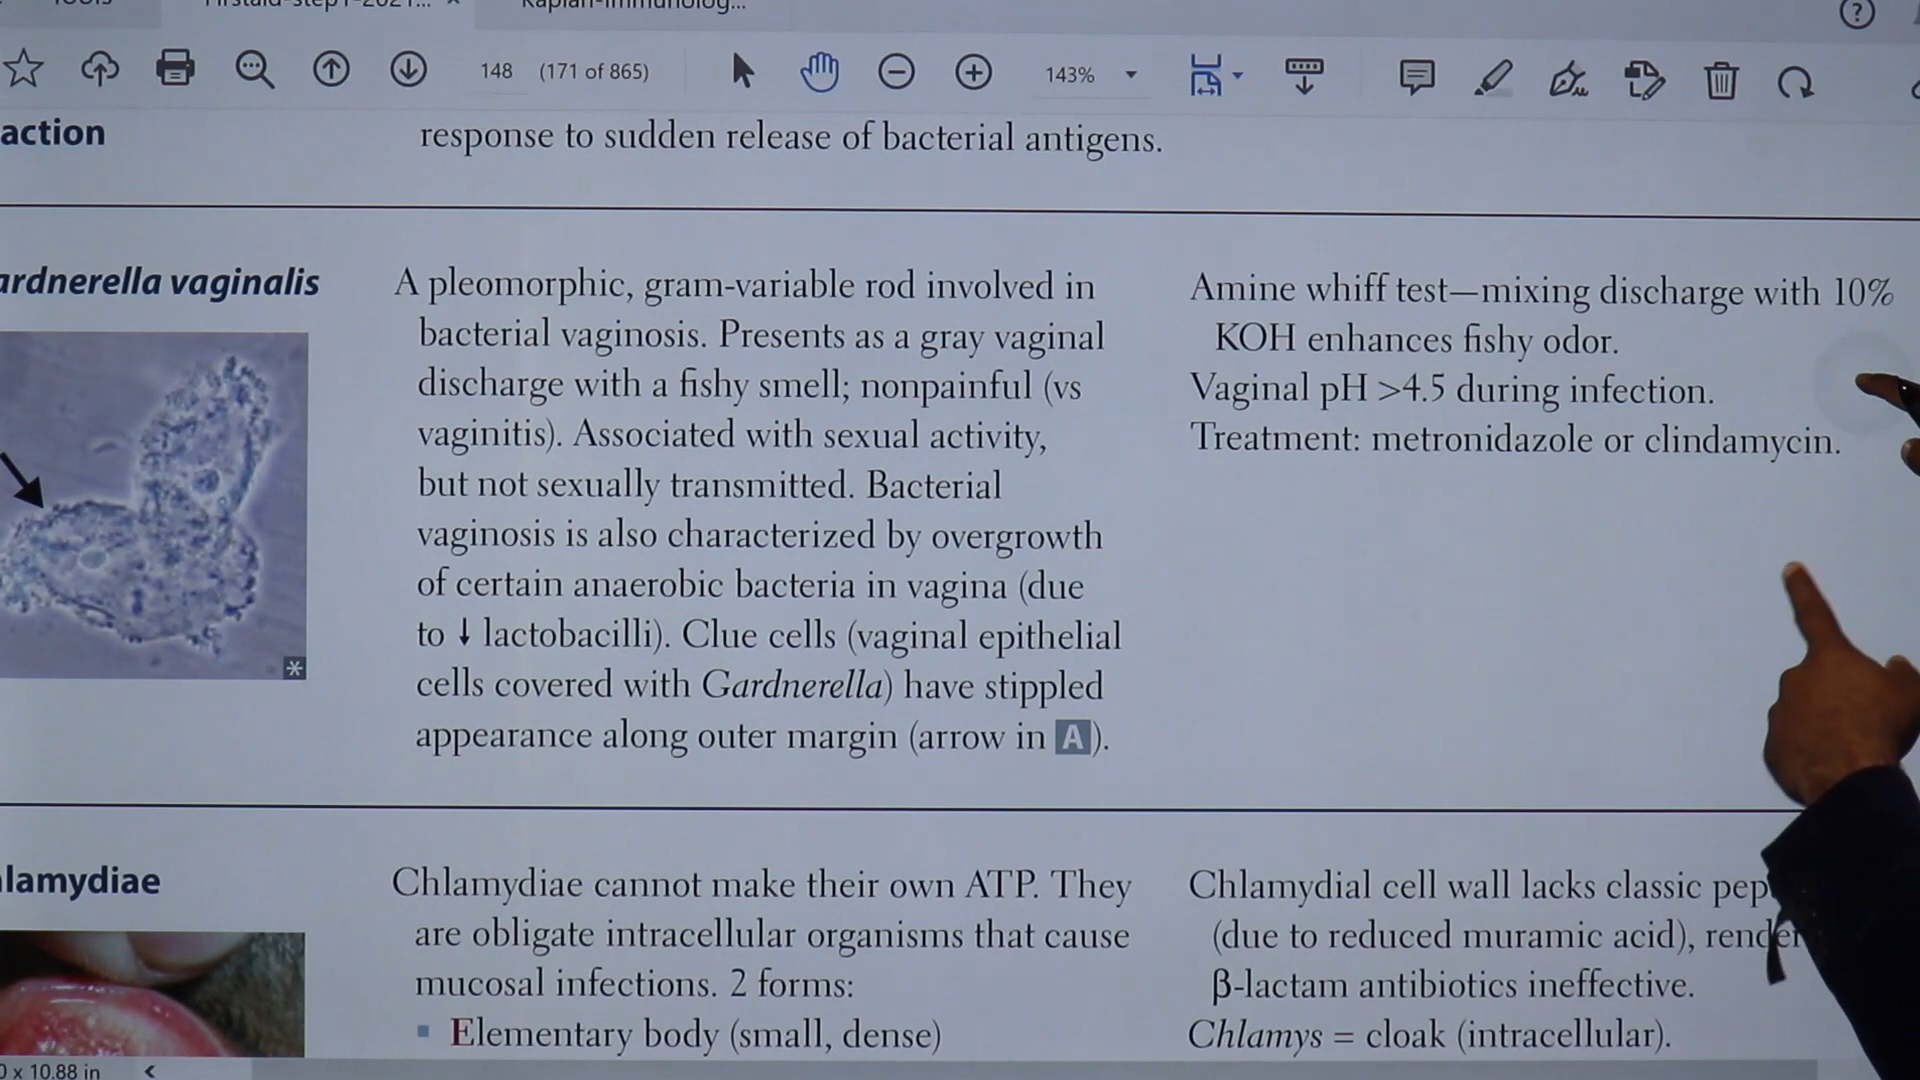 148 (171 of 865)
143%
action
response to sudden release of bacterial antigens.
ardnerella vaginalis
A pleomorphic, gram-variable rod involved in
bacterial vaginosis. Presents as a gray vaginal
discharge with a fishy smell; nonpainful (vs
vaginitis). Associated with sexual activity,
but not sexually transmitted. Bacterial
vaginosis is also characterized by overgrowth
of certain anaerobic bacteria in vagina (due
to ↓ lactobacilli). Clue cells (vaginal epithelial
cells covered with Gardnerella) have stippled
appearance along outer margin (arrow in A).
Amine whiff test—mixing discharge with 10%
KOH enhances fishy odor.
Vaginal pH >4.5 during infection.
Treatment: metronidazole or clindamycin.
lamydiae
Chlamydiae cannot make their own ATP. They
are obligate intracellular organisms that cause
mucosal infections. 2 forms:
▪ Elementary body (small, dense)
Chlamydial cell wall lacks classic pep
(due to reduced muramic acid), render
β-lactam antibiotics ineffective.
Chlamys = cloak (intracellular).
0 x 10.88 in